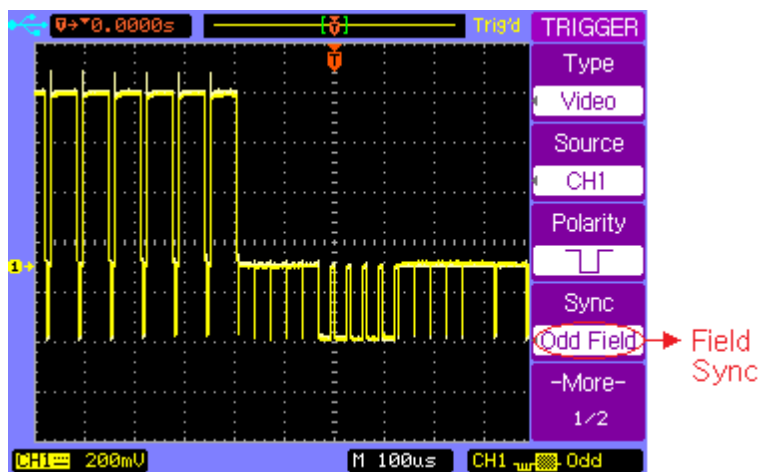 T→▼0.0000s
T
Trig'd
TRIGGER
T
Type
Video
Source
CH1
Polarity
Sync
Odd Field
Field
Sync
-More-
1/2
1
CH1 200mV
M 100us
CH1 Odd